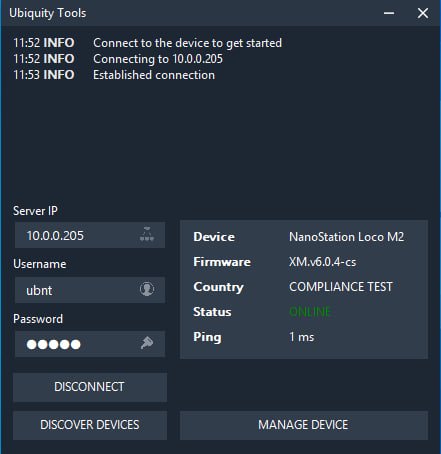 Ubiquity Tools
11:52 INFO Connect to the device to get started
11:52 INFO Connecting to 10.0.0.205
11:53 INFO Established connection
Server IP
10.0.0.205
Username
ubnt
Password
●●●●●
Device NanoStation Loco M2
Firmware XM.v6.0.4-cs
Country COMPLIANCE TEST
Status ONLINE
Ping 1 ms
DISCONNECT
DISCOVER DEVICES
MANAGE DEVICE